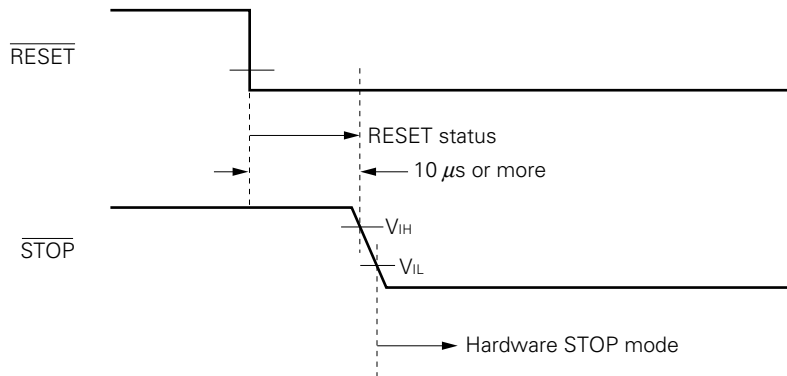 RESET
RESET status
10 μs or more
STOP
VIH
VIL
Hardware STOP mode